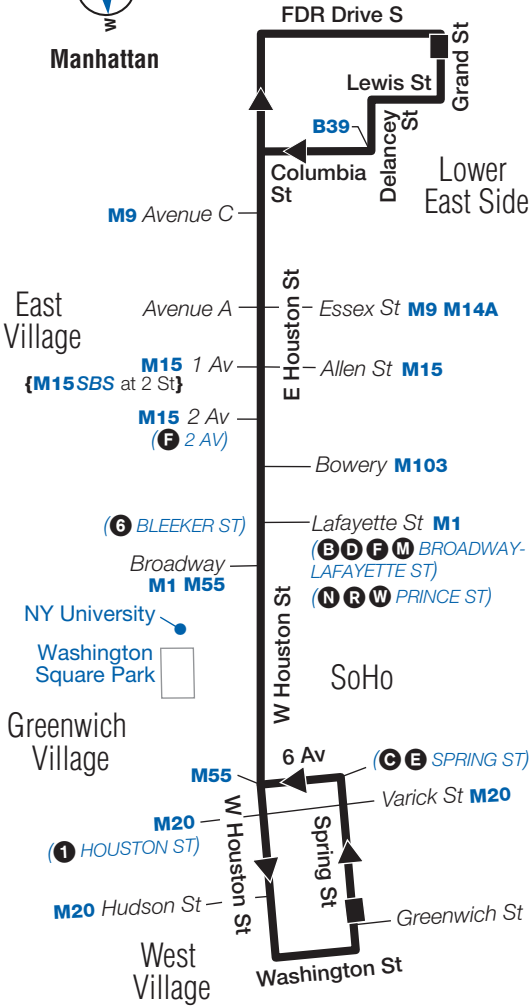 W
Manhattan
FDR Drive S
Grand St
Lewis St
Delancey
St
B39
Columbia
St
Lower
East Side
M9 Avenue C
E Houston St
East
Village
Avenue A
Essex St M9 M14A
M15 1 Av
{M15SBS at 2 St}
Allen St M15
M15 2 Av
(F 2 AV)
Bowery M103
(6 BLEEKER ST)
Lafayette St M1
(B D F M BROADWAY-
LAFAYETTE ST)
(N R W PRINCE ST)
Broadway
M1 M55
NY University
Washington
Square Park
W Houston St
SoHo
Greenwich
Village
6 Av
(C E SPRING ST)
M55
Varick St M20
M20
(1 HOUSTON ST)
W Houston St
Spring St
M20 Hudson St
Greenwich St
West
Village
Washington St